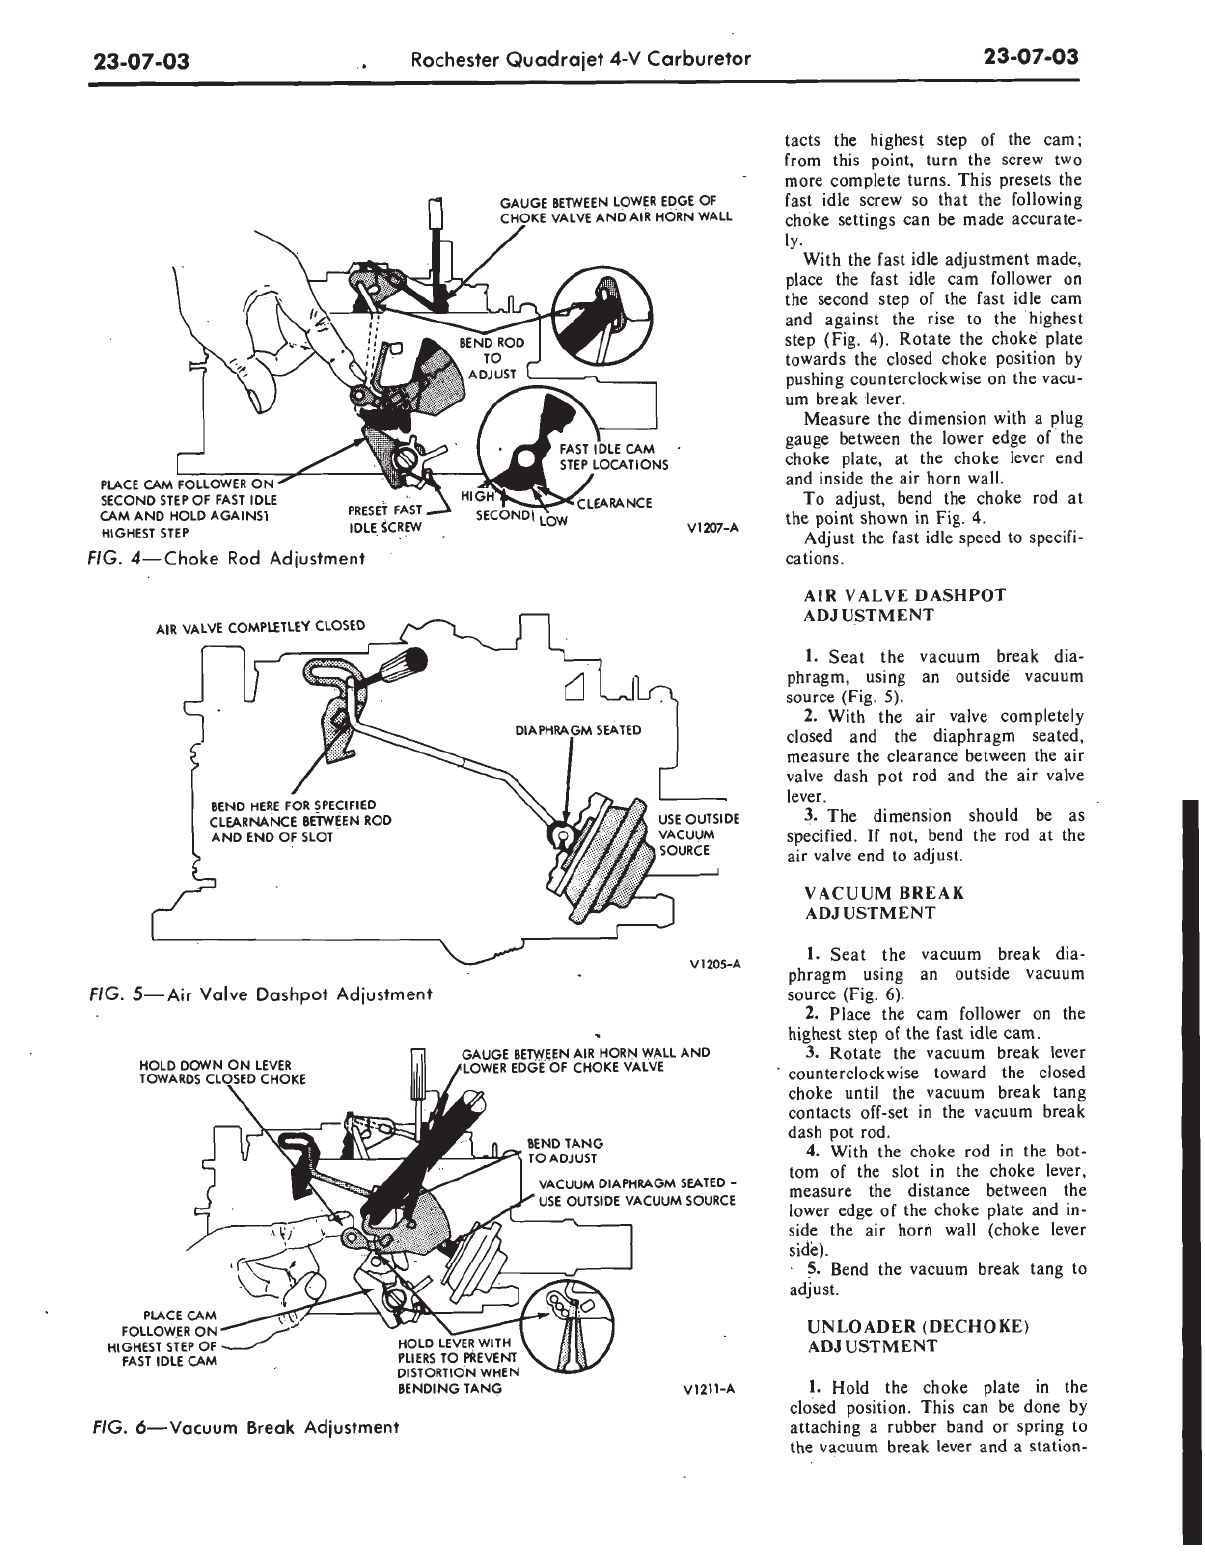 23-07-03
Rochester Quadrajet 4-V Carburetor
23-07-03
GAUGE BETWEEN LOWER EDGE OF
CHOKE VALVE AND AIR HORN WALL
BEND ROD
TO
ADJUST
FAST IDLE CAM
STEP LOCATIONS
HIGH
SECOND
LOW
CLEARANCE
PLACE CAM FOLLOWER ON
SECOND STEP OF FAST IDLE
CAM AND HOLD AGAINST
HIGHEST STEP
PRESET FAST
IDLE SCREW
V1207-A
FIG. 4—Choke Rod Adjustment
AIR VALVE COMPLETLEY CLOSED
DIAPHRAGM SEATED
BEND HERE FOR SPECIFIED
CLEARNANCE BETWEEN ROD
AND END OF SLOT
USE OUTSIDE
VACUUM
SOURCE
V1205-A
FIG. 5—Air Valve Dashpot Adjustment
HOLD DOWN ON LEVER
TOWARDS CLOSED CHOKE
GAUGE BETWEEN AIR HORN WALL AND
LOWER EDGE OF CHOKE VALVE
BEND TANG
TO ADJUST
VACUUM DIAPHRAGM SEATED -
USE OUTSIDE VACUUM SOURCE
PLACE CAM
FOLLOWER ON
HIGHEST STEP OF
FAST IDLE CAM
HOLD LEVER WITH
PLIERS TO PREVENT
DISTORTION WHEN
BENDING TANG
V1211-A
FIG. 6—Vacuum Break Adjustment
tacts the highest step of the cam;
from this point, turn the screw two
more complete turns. This presets the
fast idle screw so that the following
choke settings can be made accurate-
ly.
With the fast idle adjustment made,
place the fast idle cam follower on
the second step of the fast idle cam
and against the rise to the highest
step (Fig. 4). Rotate the choke plate
towards the closed choke position by
pushing counterclockwise on the vacu-
um break lever.
Measure the dimension with a plug
gauge between the lower edge of the
choke plate, at the choke lever end
and inside the air horn wall.
To adjust, bend the choke rod at
the point shown in Fig. 4.
Adjust the fast idle speed to specifi-
cations.
AIR VALVE DASHPOT
ADJUSTMENT
1. Seat the vacuum break dia-
phragm, using an outside vacuum
source (Fig. 5).
2. With the air valve completely
closed and the diaphragm seated,
measure the clearance between the air
valve dash pot rod and the air valve
lever.
3. The dimension should be as
specified. If not, bend the rod at the
air valve end to adjust.
VACUUM BREAK
ADJUSTMENT
1. Seat the vacuum break dia-
phragm using an outside vacuum
source (Fig. 6).
2. Place the cam follower on the
highest step of the fast idle cam.
3. Rotate the vacuum break lever
counterclockwise toward the closed
choke until the vacuum break tang
contacts off-set in the vacuum break
dash pot rod.
4. With the choke rod in the bot-
tom of the slot in the choke lever,
measure the distance between the
lower edge of the choke plate and in-
side the air horn wall (choke lever
side).
5. Bend the vacuum break tang to
adjust.
UNLOADER (DECHOKE)
ADJUSTMENT
1. Hold the choke plate in the
closed position. This can be done by
attaching a rubber band or spring to
the vacuum break lever and a station-